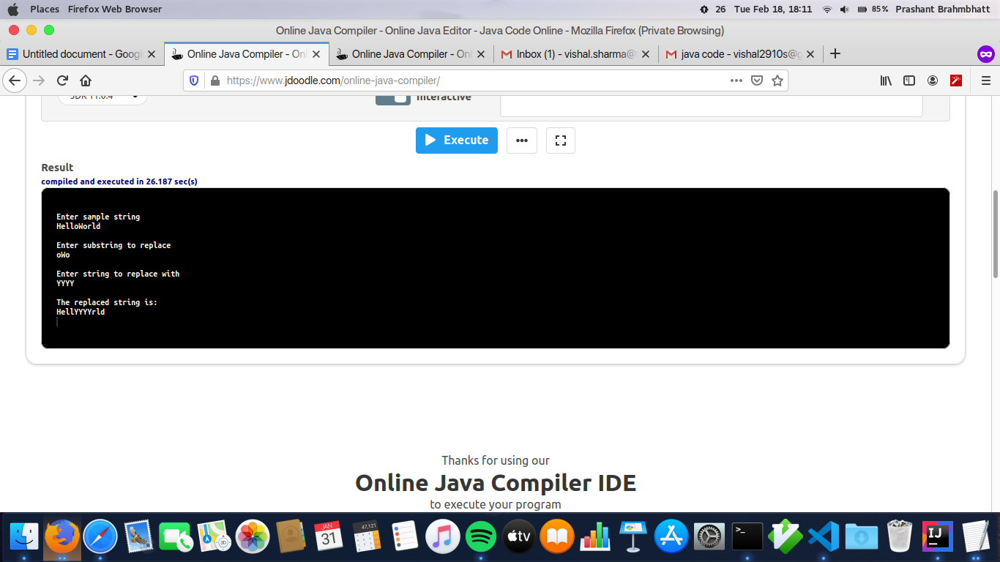 Places Firefox Web Browser 26 Tue Feb 18, 18:11 85% Prashant Brahmbhatt
Online Java Compiler - Online Java Editor - Java Code Online - Mozilla Firefox (Private Browsing)
Untitled document - Goog Online Java Compiler - Onl Online Java Compiler - Onl Inbox (1) - vishal.sharma@ java code - vishal2910s@g
https://www.jdoodle.com/online-java-compiler/
JDK 11.0.4 Interactive
Execute
Result
compiled and executed in 26.187 sec(s)
Enter sample string
HelloWorld
Enter substring to replace
oWo
Enter string to replace with
YYYY
The replaced string is:
HellYYYYrld
Thanks for using our
Online Java Compiler IDE
to execute your program
JAN
31
47,121
3D
tv
>_
IJ